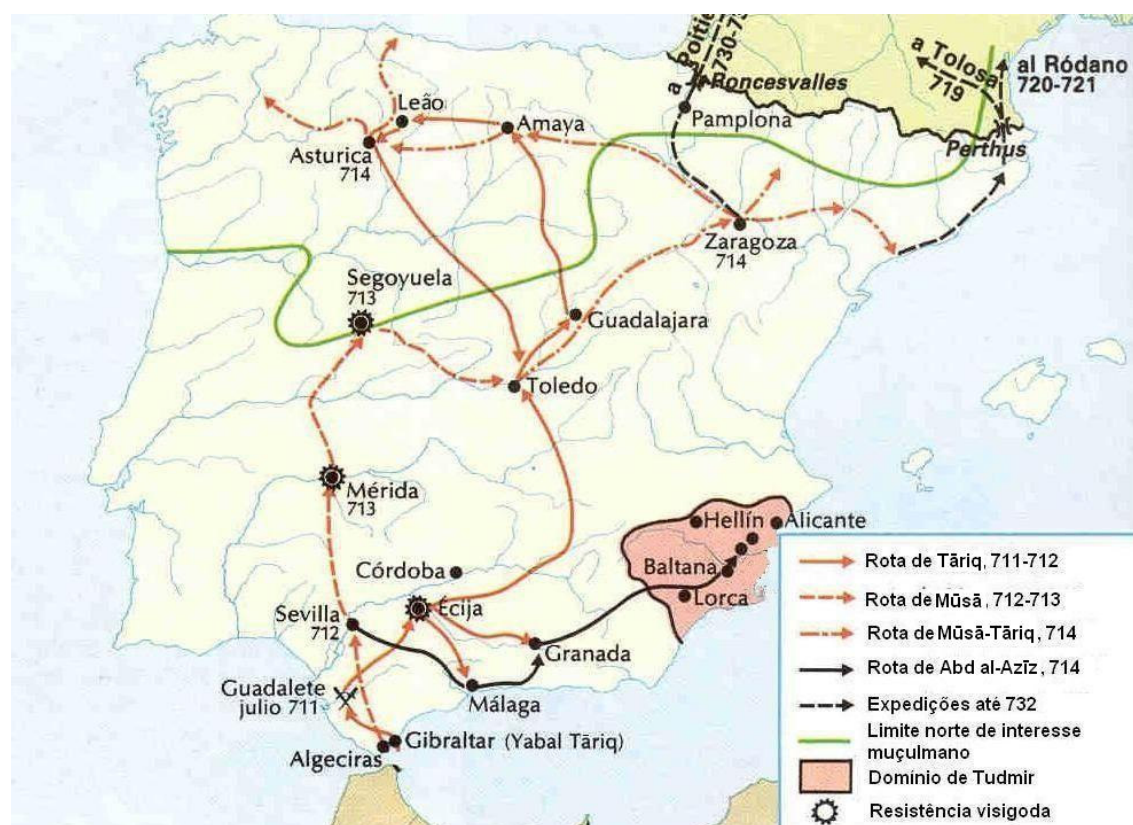 a Poitie
730-73
Roncesvalles
a Tolosa
719
al Ródano
720-721
Leão
Amaya
Pamplona
Asturica
714
Perthus
Zaragoza
714
Segoyuela
713
Guadalajara
Toledo
Mérida
713
Hellín
Alicante
Córdoba
Baltana
Écija
Lorca
Sevilla
712
Granada
Guadalete
julio 711
Málaga
Gibraltar (Yabal Tāriq)
Algeciras
Rota de Tāriq, 711-712
Rota de Mūsā, 712-713
Rota de Mūsā-Tāriq, 714
Rota de Abd al-Azīz, 714
Expedições até 732
Limite norte de interesse
muçulmano
Domínio de Tudmir
Resistência visigoda